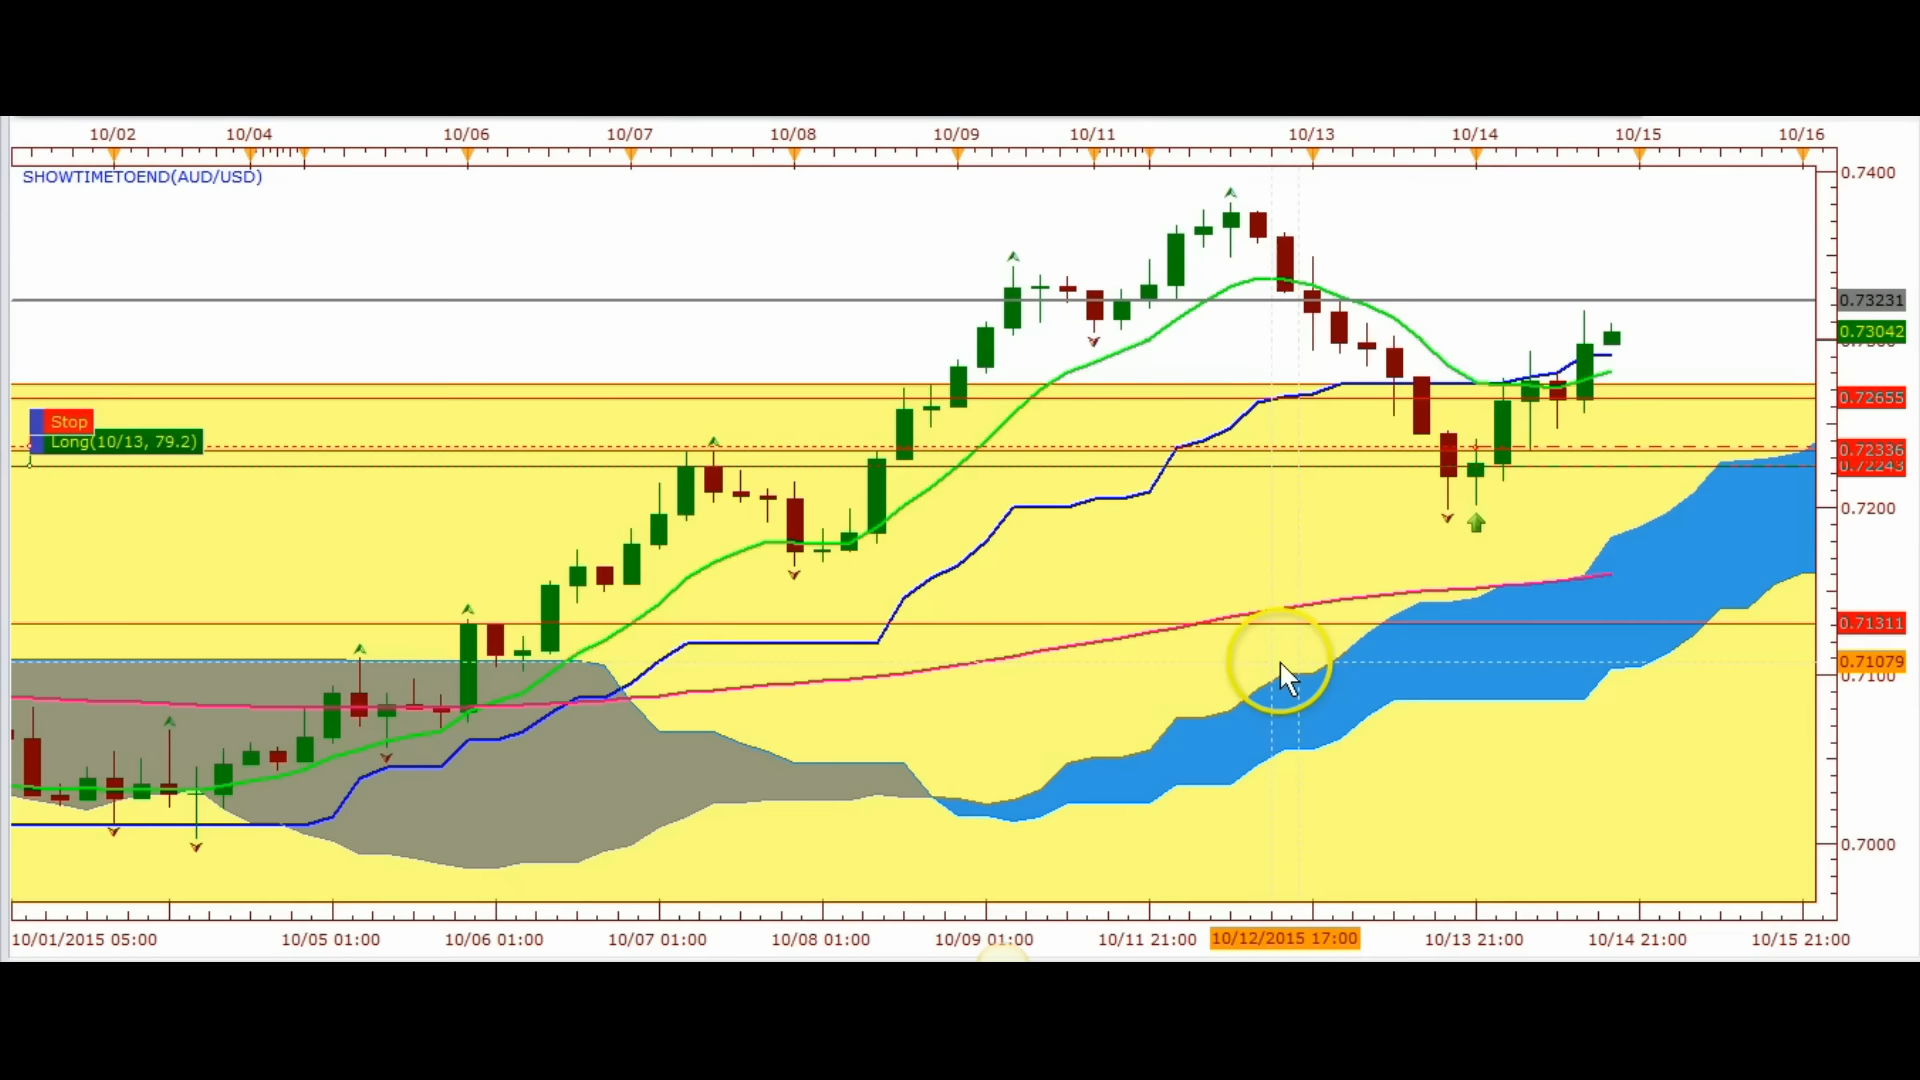 10/02 10/04 10/06 10/07 10/08 10/09 10/11 10/13 10/14 10/15 10/16
SHOWTIMETOEND(AUD/USD)
0.7400
0.73231
0.73042
0.72655
Stop
Long(10/13, 79.2)
0.72336
0.72243
0.7200
0.71311
0.71079
0.7100
0.7000
10/01/2015 05:00 10/05 01:00 10/06 01:00 10/07 01:00 10/08 01:00 10/09 01:00 10/11 21:00 10/12/2015 17:00 10/13 21:00 10/14 21:00 10/15 21:00